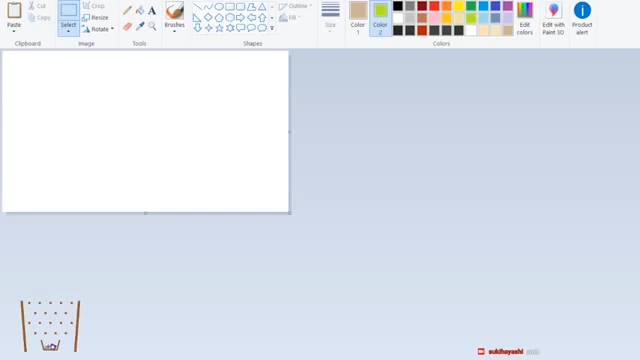 Paste
Cut
Copy
Clipboard
Select
Crop
Resize
Rotate
Image
A
Tools
Brushes
Outline
Fill
Shapes
Size
Color
1
Color
2
Edit
colors
Colors
Edit with
Paint 3D
Product
alert
sukihayashi